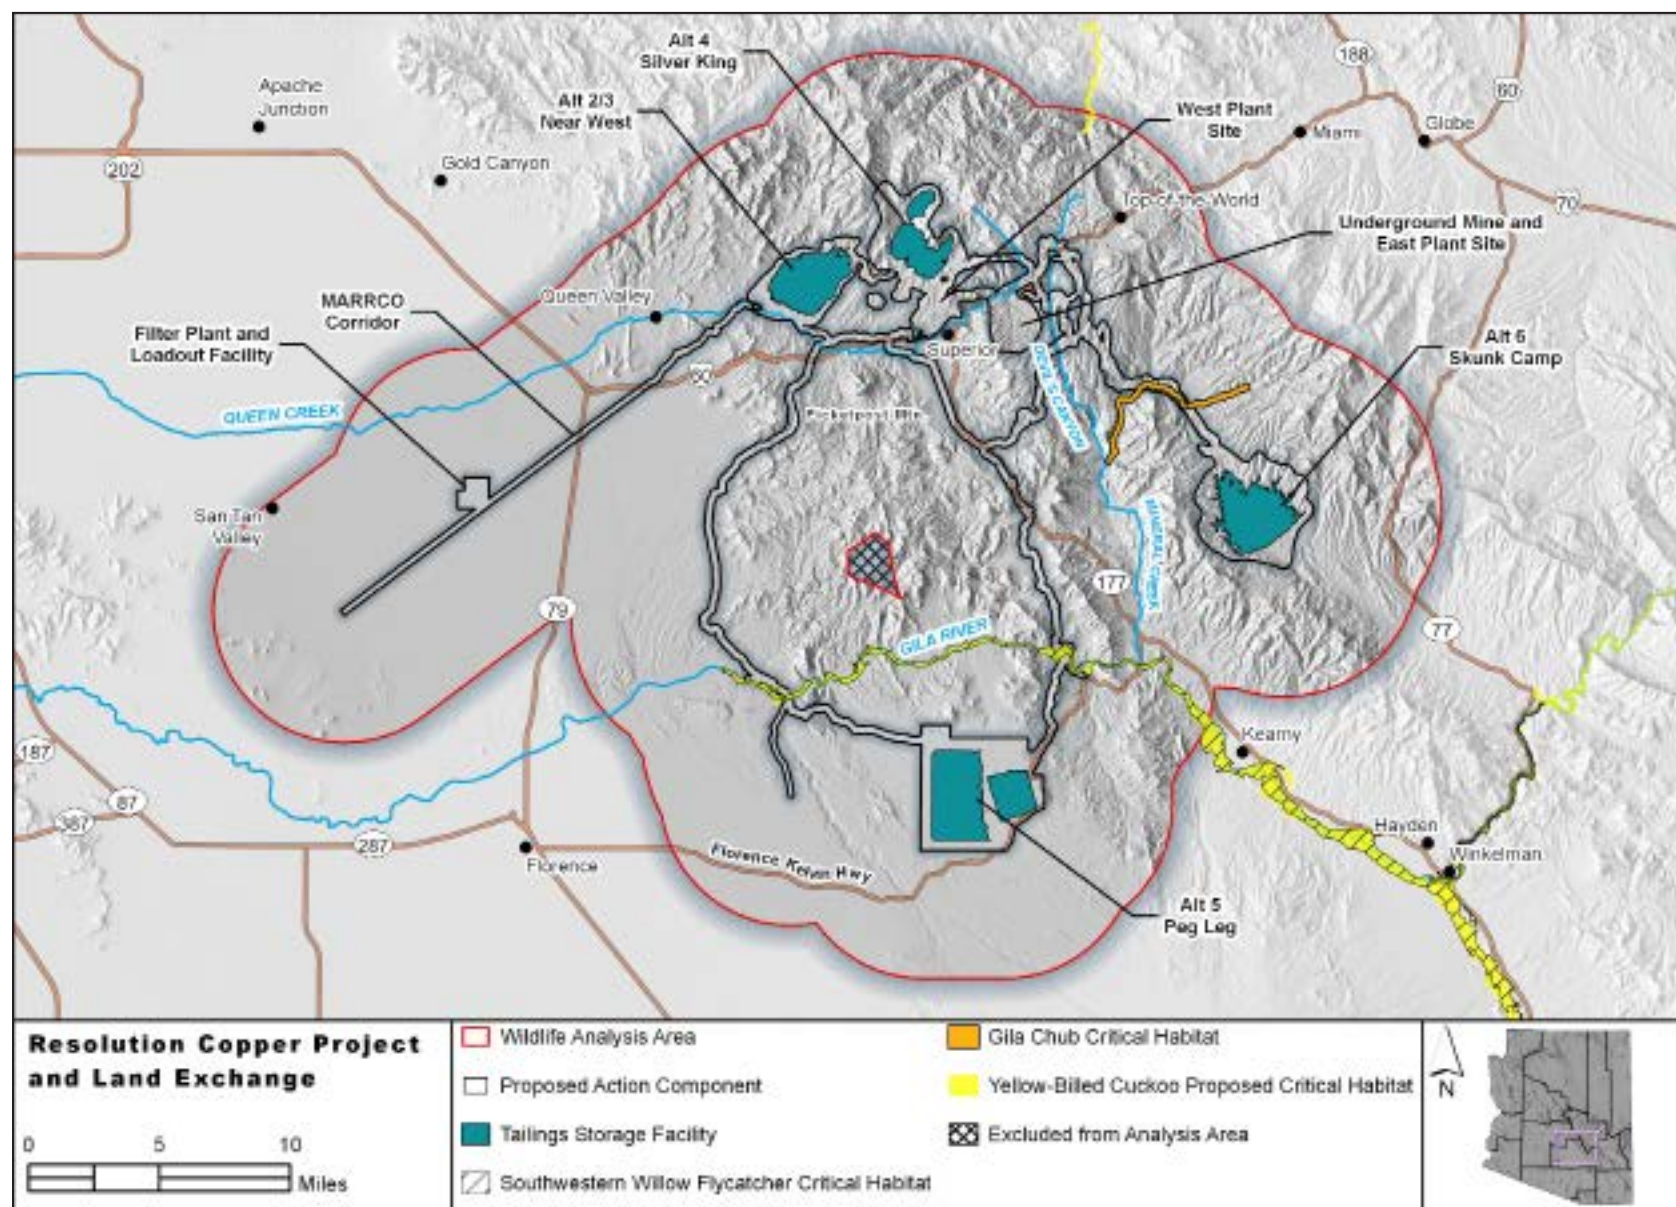 Alt 4
Silver King
188
60
Apache
Junction
Alt 2/3
Near West
West Plant
Site
Miami
Globe
202
Gold Canyon
Top of the World
70
Underground Mine and
East Plant Site
MARRCO
Corridor
Queen Valley
Filter Plant and
Loadout Facility
Superior
Alt 6
Skunk Camp
60
QUEEN CREEK
Picketpost Mtn
DEVIL'S CANYON
San Tan
Valley
MINERAL CREEK
177
79
GILA RIVER
77
187
Kearny
87
387
287
Hayden
Winkelman
Florence
Florence Kelvin Hwy
Alt 5
Peg Leg
Resolution Copper Project
and Land Exchange
0 5 10
Miles
Wildlife Analysis Area
Proposed Action Component
Tailings Storage Facility
Southwestern Willow Flycatcher Critical Habitat
Gila Chub Critical Habitat
Yellow-Billed Cuckoo Proposed Critical Habitat
Excluded from Analysis Area
N